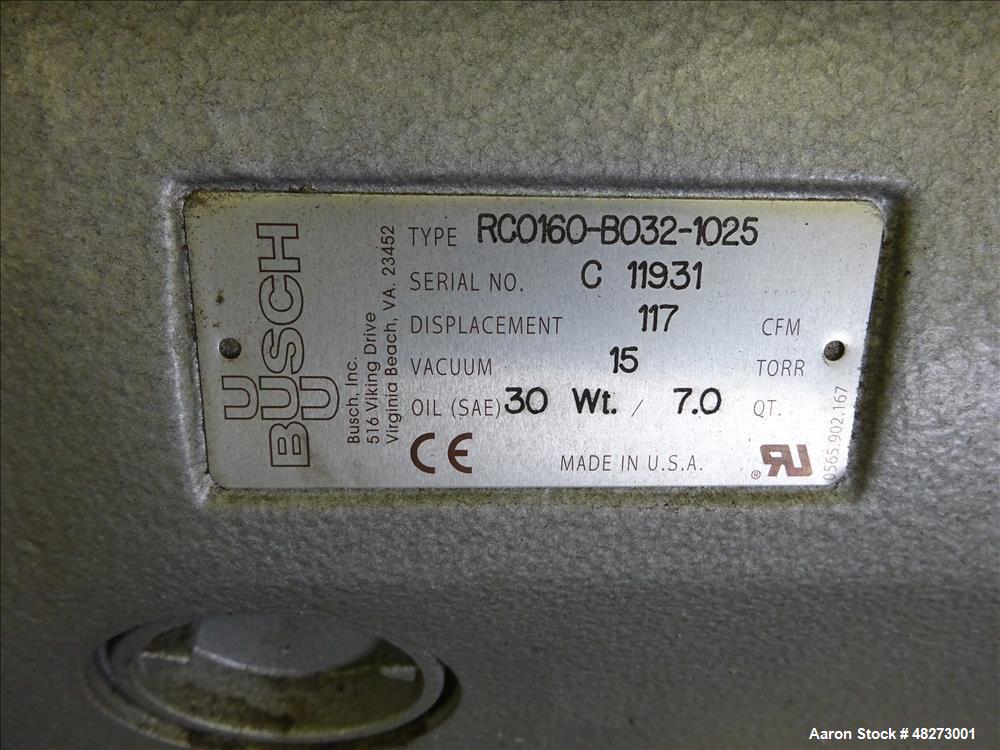 TYPE RC0160-B032-1025
SERIAL NO. C 11931
DISPLACEMENT 117 CFM
VACUUM 15 TORR
OIL (SAE) 30 Wt. / 7.0 QT.
CE MADE IN U.S.A. ® RU
BUSCH
Busch, Inc.
516 Viking Drive
Virginia Beach, VA. 23452
0565.902.167
Aaron Stock # 48273001